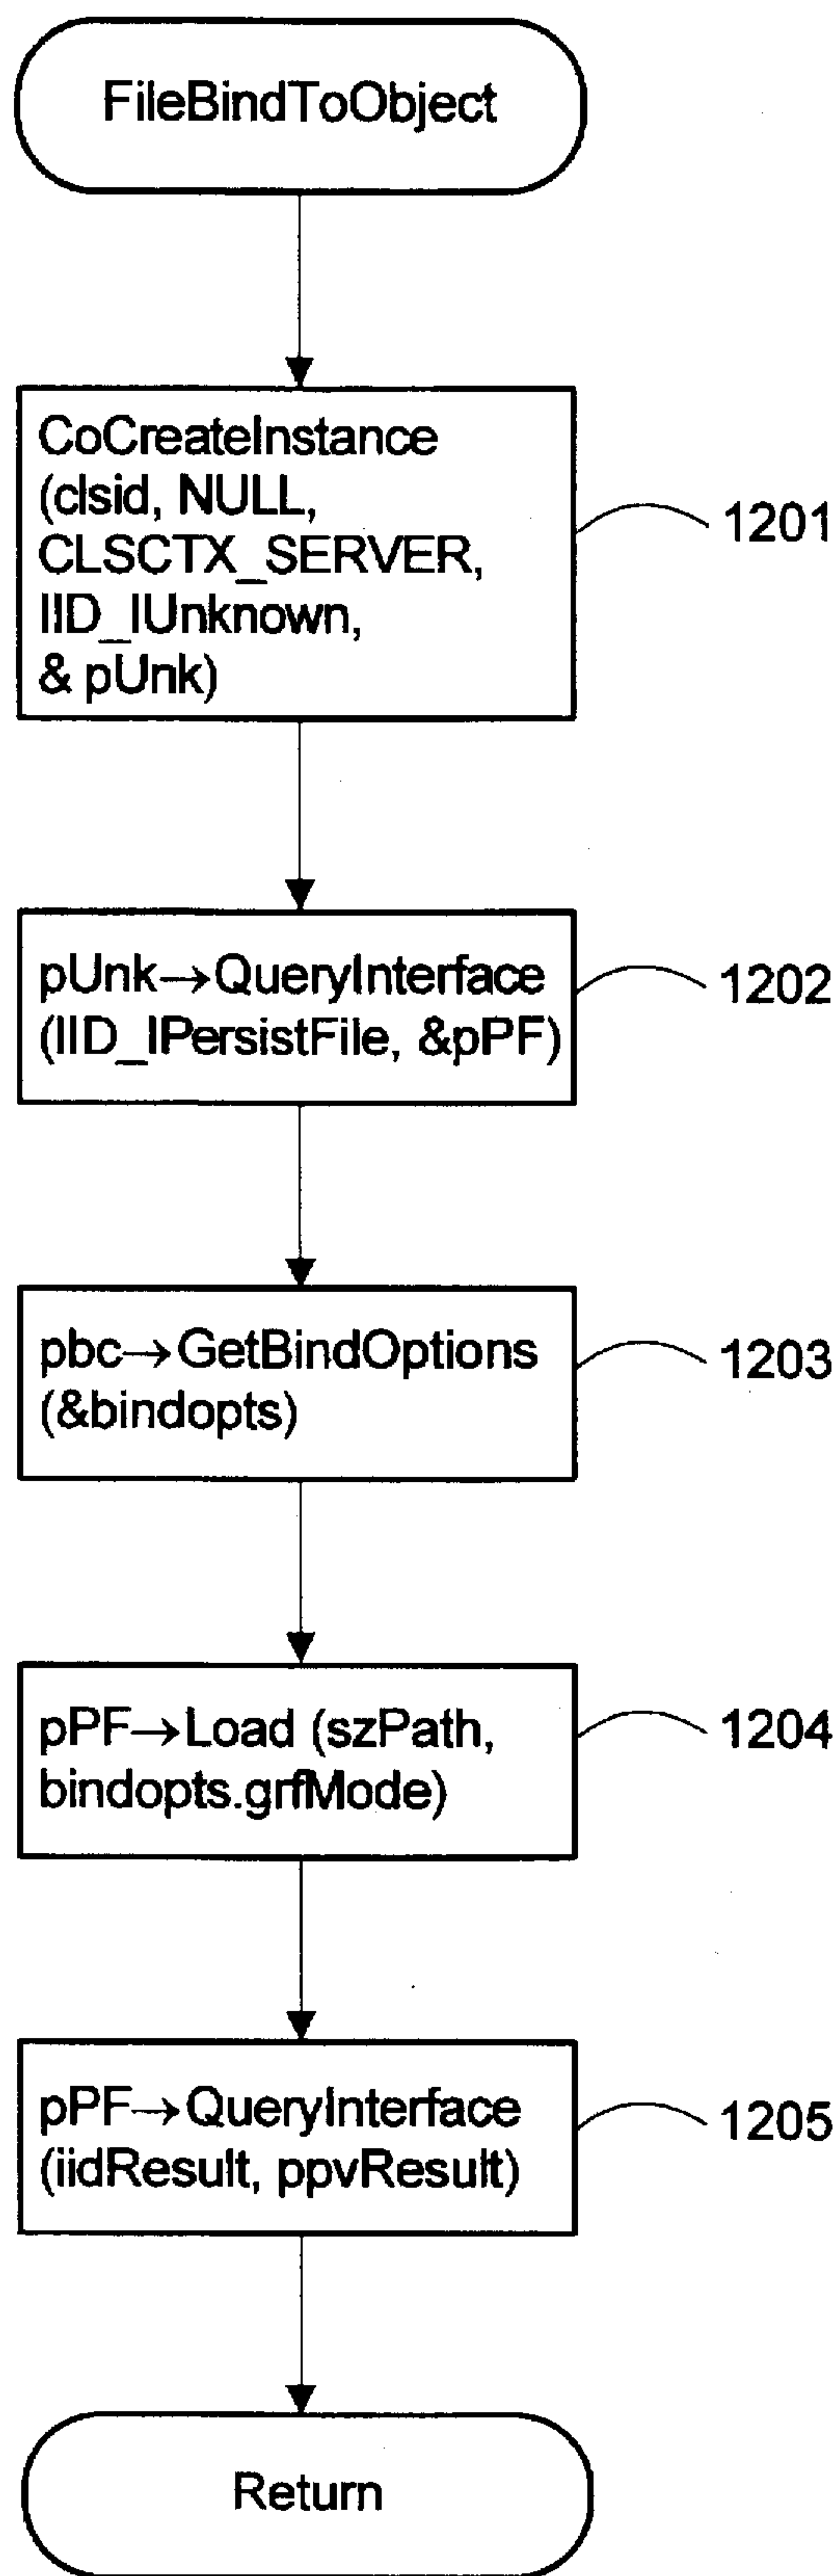 FileBindToObject
CoCreateInstance
(clsid, NULL,
CLSCTX_SERVER,
IID_IUnknown,
& pUnk)
1201
pUnk→QueryInterface
(IID_IPersistFile, &pPF)
1202
pbc→GetBindOptions
(&bindopts)
1203
pPF→Load (szPath,
bindopts.grfMode)
1204
pPF→QueryInterface
(iidResult, ppvResult)
1205
Return